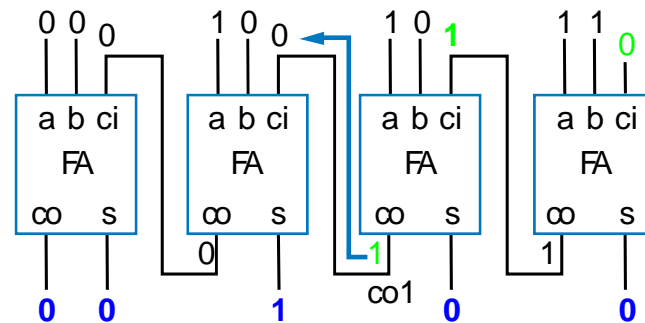 0 0 0 1 0 0 1 0 1 1 1 0
a b ci a b ci a b ci a b ci
FA FA FA FA
co s co s co s co s
0 1 1
co1
0 0 1 0 0